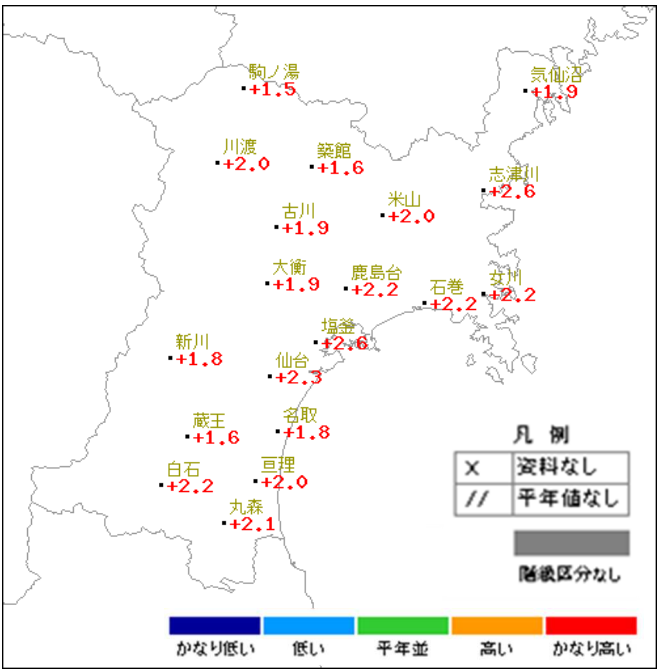 駒ノ湯
+1.5
気仙沼
+1.9
川渡
+2.0
築館
+1.6
志津川
+2.6
米山
+2.0
古川
+1.9
大衡
+1.9
鹿島台
+2.2
石巻
+2.2
女川
+2.2
塩釜
+2.6
新川
+1.8
仙台
+2.3
蔵王
+1.6
名取
+1.8
白石
+2.2
亘理
+2.0
丸森
+2.1
凡 例
× 資料なし
// 平年値なし
階級区分なし
かなり低い 低い 平年並 高い かなり高い